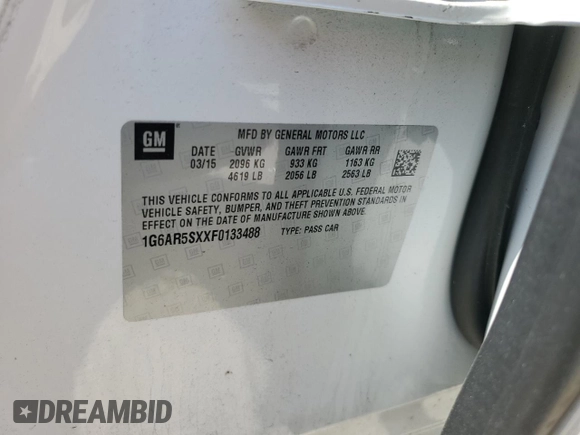 GM
MFD BY GENERAL MOTORS LLC
DATE GVWR GAWR FRT GAWR RR
03/15 2096 KG 933 KG 1163 KG
4619 LB 2056 LB 2563 LB
THIS VEHICLE CONFORMS TO ALL APPLICABLE U.S. FEDERAL MOTOR
VEHICLE SAFETY, BUMPER, AND THEFT PREVENTION STANDARDS IN
EFFECT ON THE DATE OF MANUFACTURE SHOWN ABOVE.
1G6AR5SXXF0133488 TYPE: PASS CAR
DREAMBID